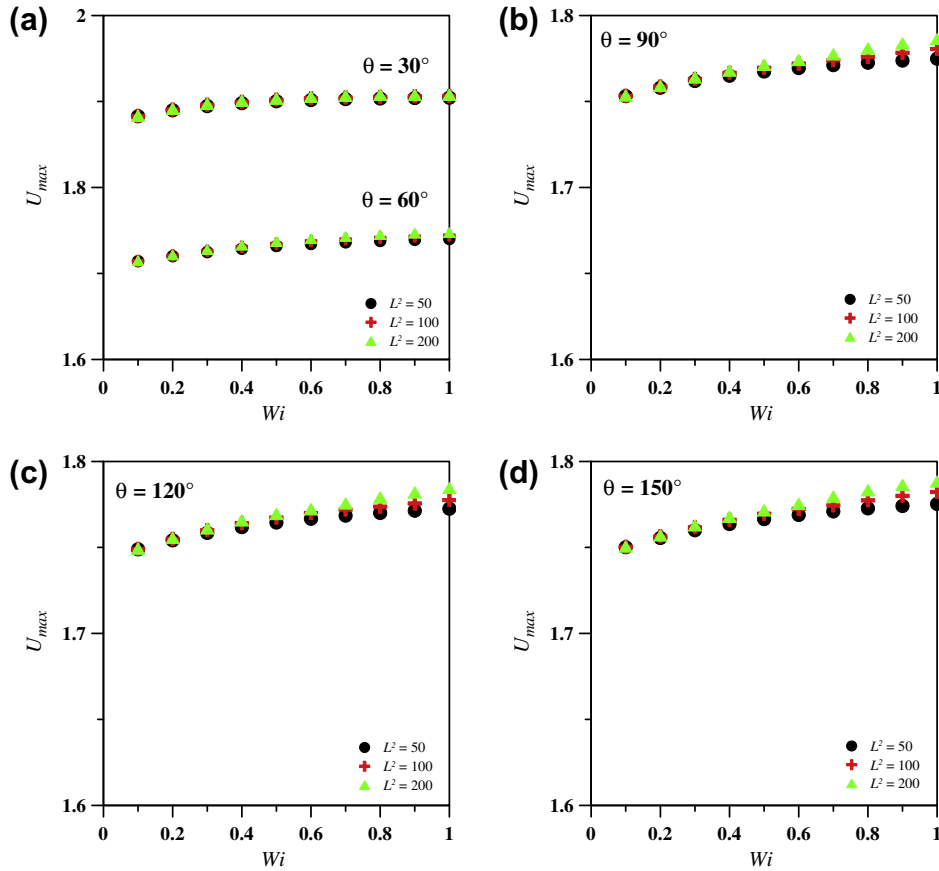 (a)
2
1.8
1.6
U_max
θ = 30°
θ = 60°
L² = 50
L² = 100
L² = 200
0 0.2 0.4 0.6 0.8 1
Wi
(b)
1.8
1.7
1.6
U_max
θ = 90°
L² = 50
L² = 100
L² = 200
0 0.2 0.4 0.6 0.8 1
Wi
(c)
1.8
1.7
1.6
U_max
θ = 120°
L² = 50
L² = 100
L² = 200
0 0.2 0.4 0.6 0.8 1
Wi
(d)
1.8
1.7
1.6
U_max
θ = 150°
L² = 50
L² = 100
L² = 200
0 0.2 0.4 0.6 0.8 1
Wi